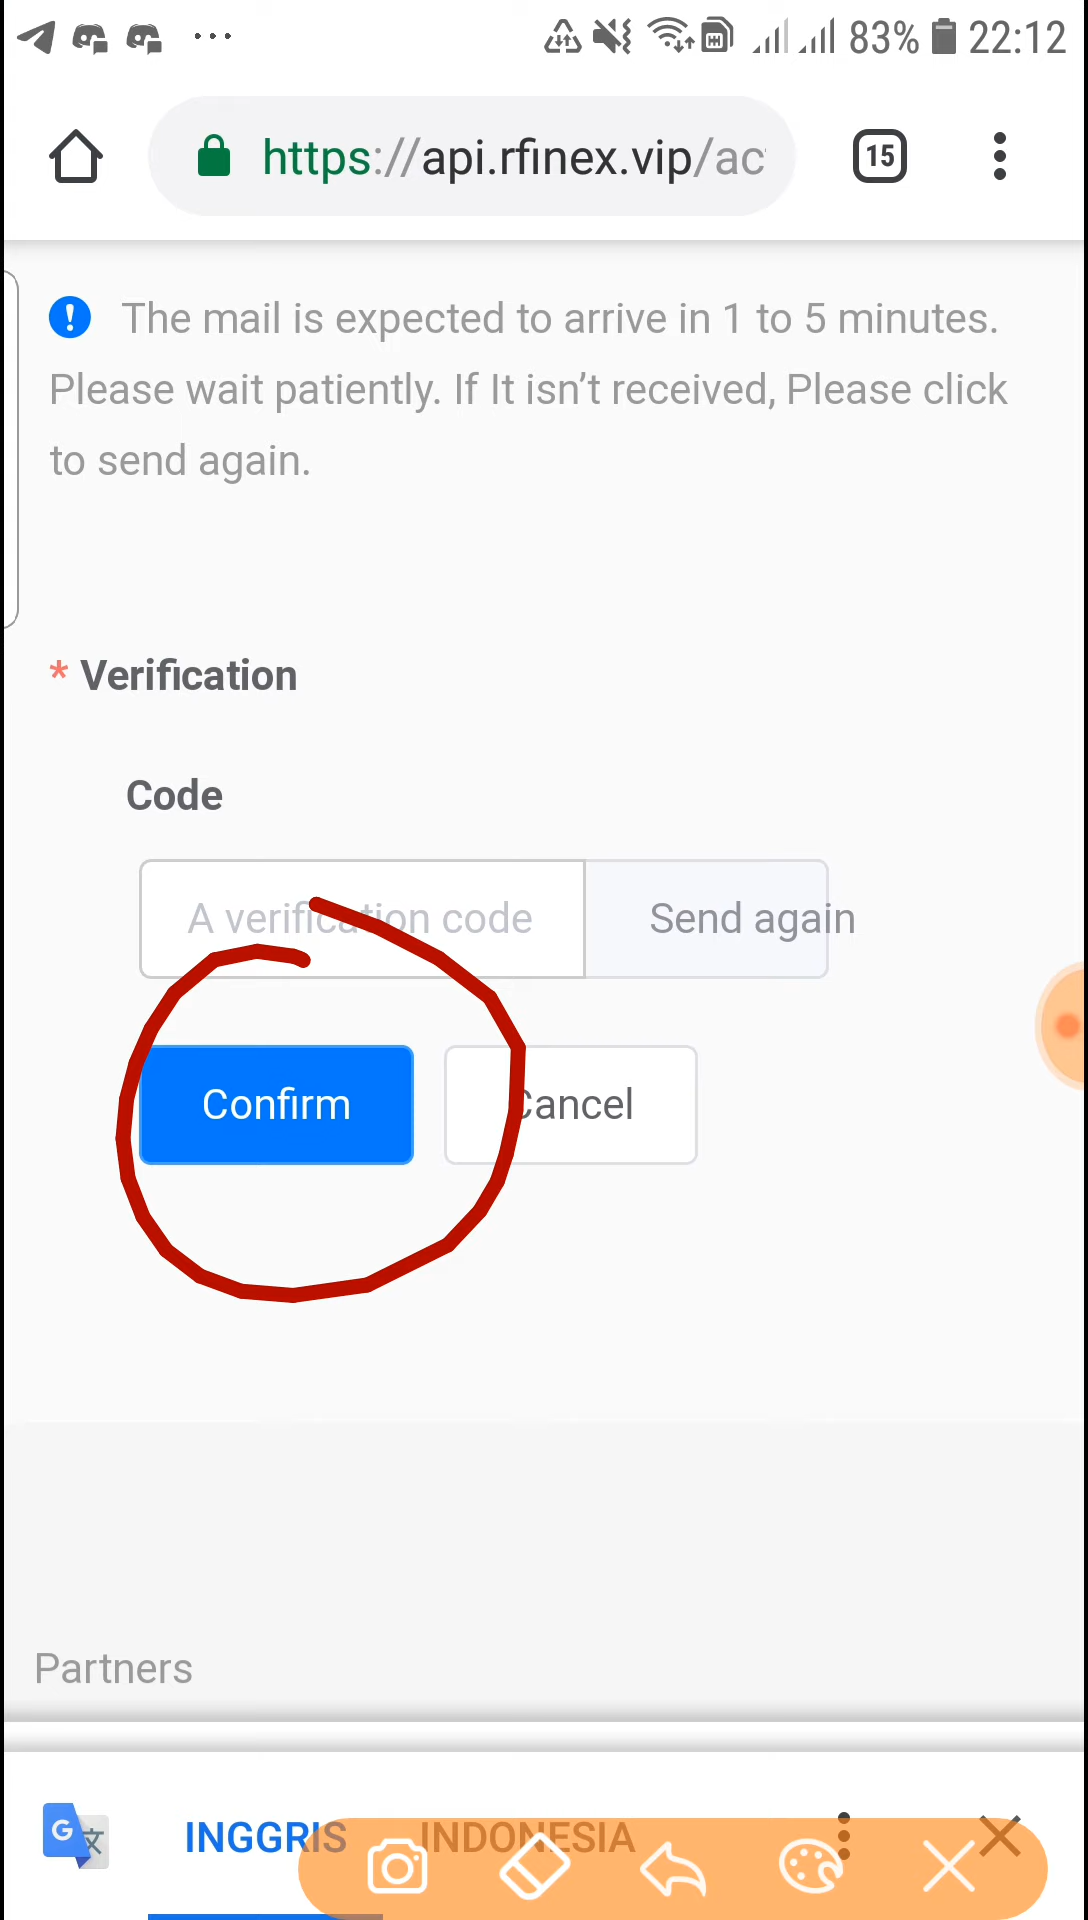 83% 22:12
https://api.rfinex.vip/ac
15
The mail is expected to arrive in 1 to 5 minutes.
Please wait patiently. If It isn’t received, Please click
to send again.
* Verification
Code
A verification code Send again
Confirm Cancel
Partners
G 文 INGGRIS INDONESIA